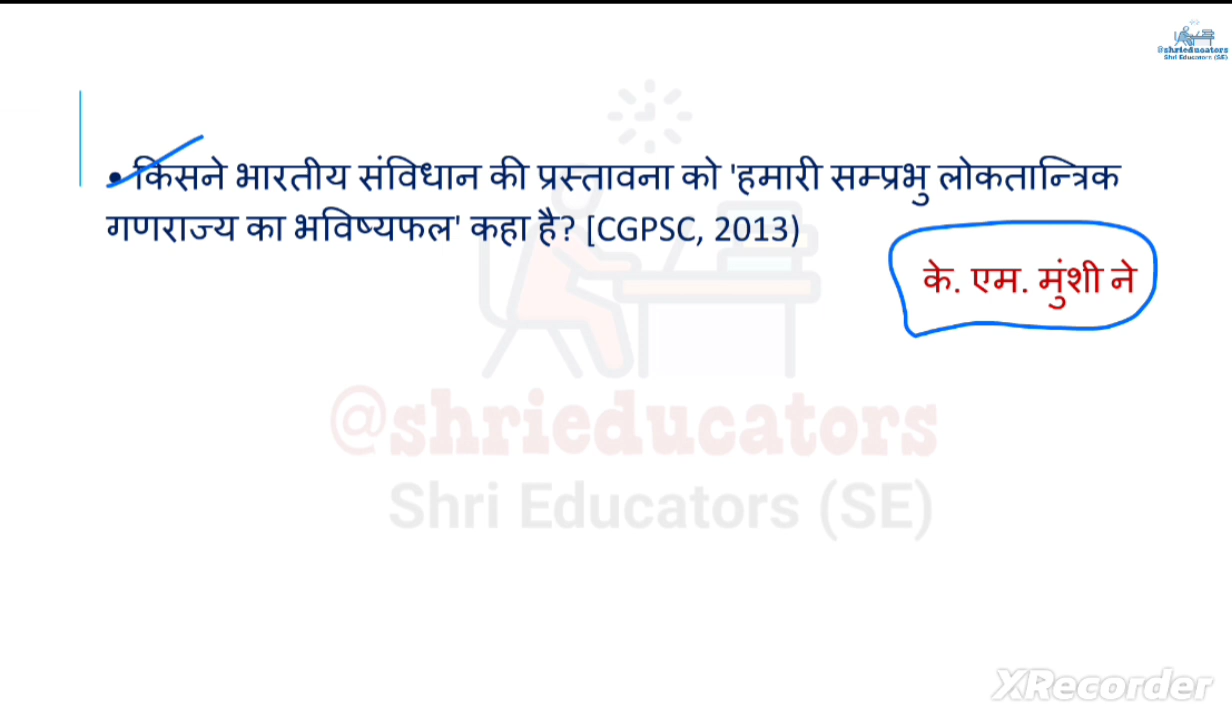 @shrieducators
Shri Educators (SE)
• किसने भारतीय संविधान की प्रस्तावना को 'हमारी सम्प्रभु लोकतान्त्रिक
गणराज्य का भविष्यफल' कहा है? [CGPSC, 2013)
के. एम. मुंशी ने
@shrieducators
Shri Educators (SE)
XRecorder